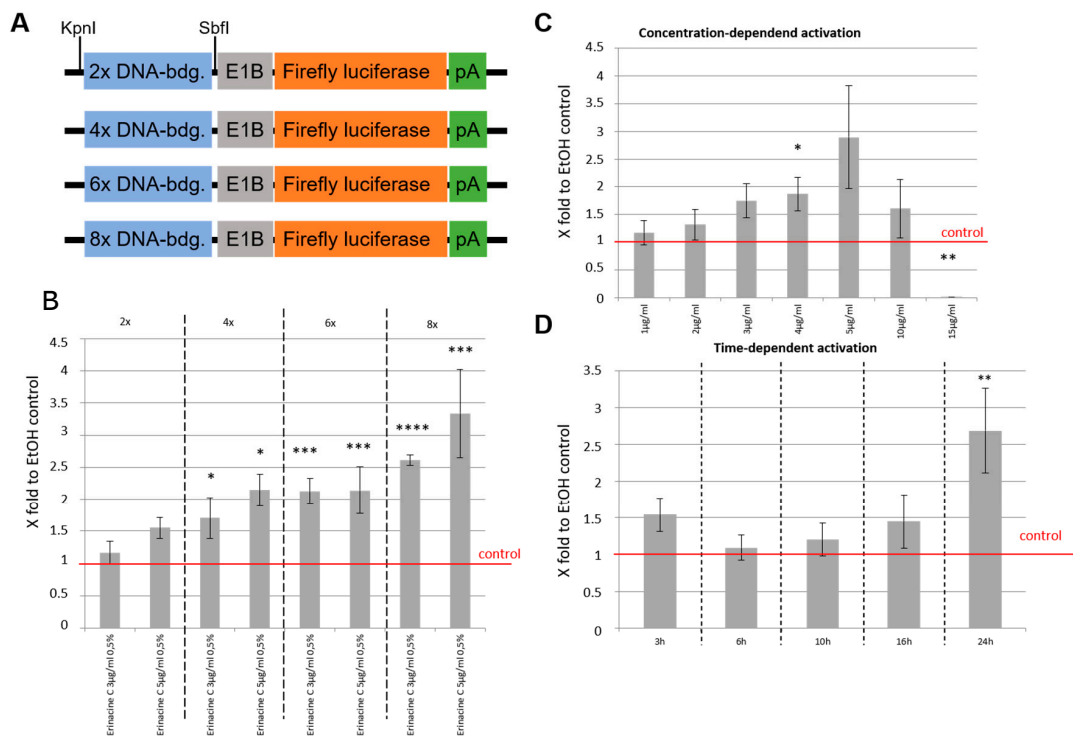 A
KpnI
SbfI
2x DNA-bdg.
E1B
Firefly luciferase
pA
4x DNA-bdg.
E1B
Firefly luciferase
pA
6x DNA-bdg.
E1B
Firefly luciferase
pA
8x DNA-bdg.
E1B
Firefly luciferase
pA
B
2x
4x
6x
8x
X fold to EtOH control
4.5
4
3.5
3
2.5
2
1.5
1
0.5
0
*
*
***
***
****
***
control
Erinacine C 3µg/ml 0,5%
Erinacine C 5µg/ml 0,5%
Erinacine C 3µg/ml 0,5%
Erinacine C 5µg/ml 0,5%
Erinacine C 3µg/ml 0,5%
Erinacine C 5µg/ml 0,5%
Erinacine C 3µg/ml 0,5%
Erinacine C 5µg/ml 0,5%
C
Concentration-dependend activation
X fold to EtOH control
4.5
4
3.5
3
2.5
2
1.5
1
0.5
0
*
control
**
1µg/ml
2µg/ml
3µg/ml
4µg/ml
5µg/ml
10µg/ml
15µg/ml
D
Time-dependent activation
X fold to EtOH control
3.5
3
2.5
2
1.5
1
0.5
0
**
control
3h
6h
10h
16h
24h